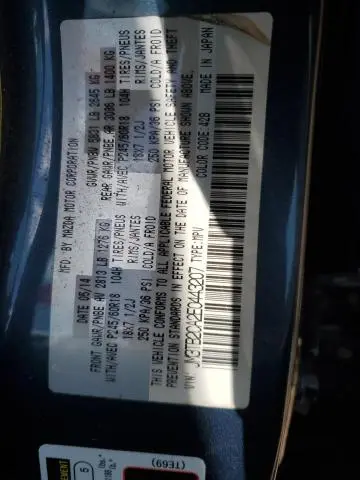 MFD. BY MAZDA MOTOR CORPORATION
DATE 05/14
GVWR/PNBV 5831 LB 2645 KG
FRONT GAWR/PNBE AV 2813 LB 1276 KG
REAR GAWR/PNBE AR 3086 LB 1400 KG
WITH/AVEC P245/60R18 104H TIRES/PNEUS
WITH/AVEC P245/60R18 104H TIRES/PNEUS
18X7 1/2J RIMS/JANTES
18X7 1/2J RIMS/JANTES
250 KPA/36 PSI COLD/A FROID
250 KPA/36 PSI COLD/A FROID
THIS VEHICLE CONFORMS TO ALL APPLICABLE FEDERAL MOTOR VEHICLE SAFETY AND THEFT
PREVENTION STANDARDS IN EFFECT ON THE DATE OF MANUFACTURE SHOWN ABOVE.
MADE IN JAPAN
JM3TB2CA2E0443207 TYPE:MPV
COLOR CODE: 42B
(TE69)
5